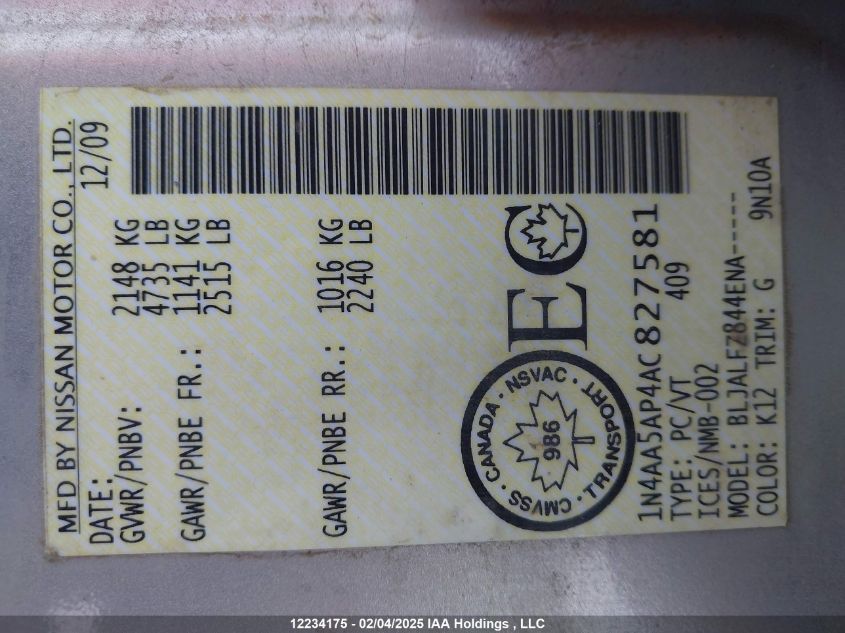 MFD BY NISSAN MOTOR CO., LTD.
DATE: 12/09
GVWR/PNBV: 2148 KG
4735 LB
GAWR/PNBE FR.: 1141 KG
2515 LB
GAWR/PNBE RR.: 1016 KG
2240 LB
CANADA · NSVAC · TRANSPORT · CMVSS ·
986
EC
1N4AA5AP4AC827581
TYPE: PC/VT 409
ICES/NMB-002
MODEL: BLJALFZ844ENA-----
COLOR: K12 TRIM: G 9N10A
12234175 - 02/04/2025 IAA Holdings , LLC